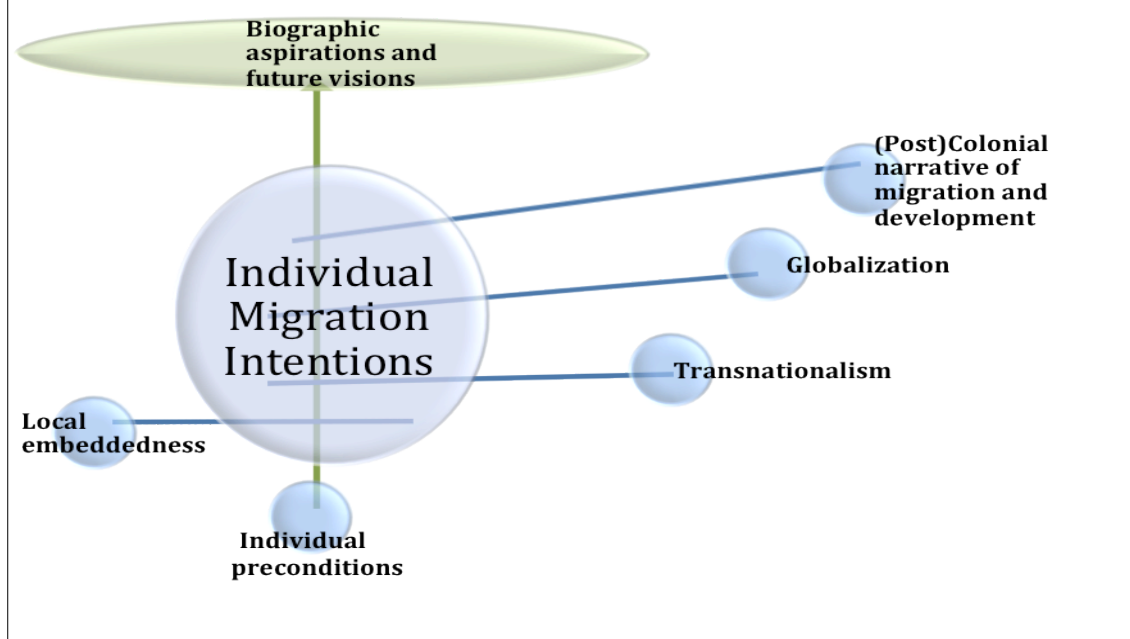 Biographic
aspirations and
future visions
(Post)Colonial
narrative of
migration and
development
Individual
Migration
Intentions
Globalization
Transnationalism
Local
embeddedness
Individual
preconditions